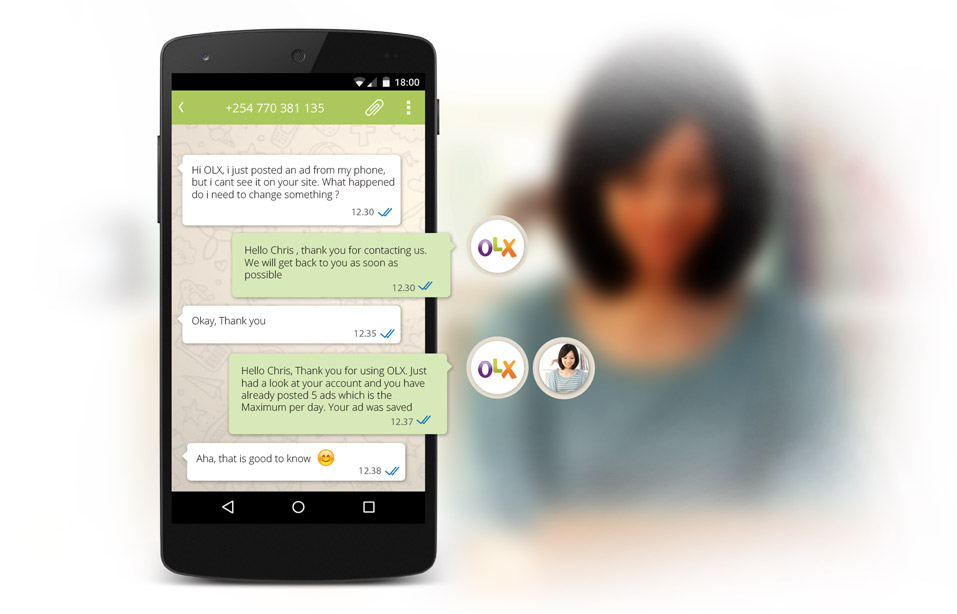 18:00
+254 770 381 135
Hi OLX, i just posted an ad from my phone,
but i cant see it on your site. What happened
do i need to change something ?
12.30
Hello Chris , thank you for contacting us.
We will get back to you as soon as
possible
12.30
OLX
Okay, Thank you
12.35
Hello Chris, Thank you for using OLX. Just
had a look at your account and you have
already posted 5 ads which is the
Maximum per day. Your ad was saved
12.37
OLX
Aha, that is good to know 😊
12.38